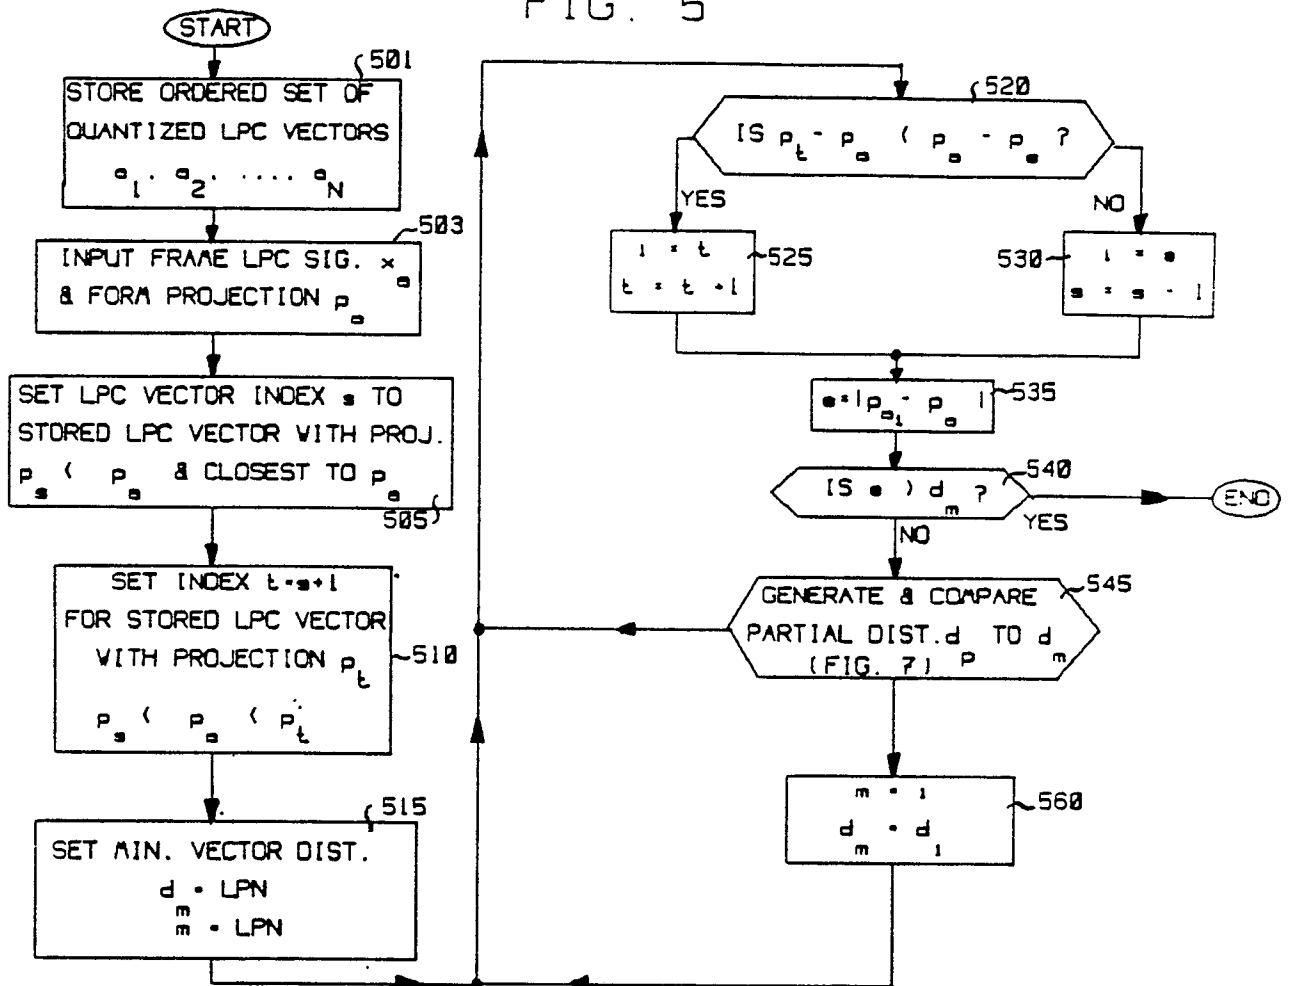 FIG. 5
START
501
STORE ORDERED SET OF
QUANTIZED LPC VECTORS
a1, a2, .... aN
503
INPUT FRAME LPC SIG. xa
& FORM PROJECTION pa
SET LPC VECTOR INDEX s TO
STORED LPC VECTOR WITH PROJ.
ps < pa & CLOSEST TO pa
505
SET INDEX t=s+1
FOR STORED LPC VECTOR
WITH PROJECTION pt
ps < pa < pt
510
515
SET MIN. VECTOR DIST.
dm = LPN
m = LPN
520
IS pt - pa < pa - ps ?
YES
NO
i = t
t = t +1
525
530
i = s
s = s - 1
e=|pai - pa |
535
IS e > dm ?
540
YES
END
NO
GENERATE & COMPARE
PARTIAL DIST. dp TO dm
(FIG. 7)
545
m = i
dm = di
560